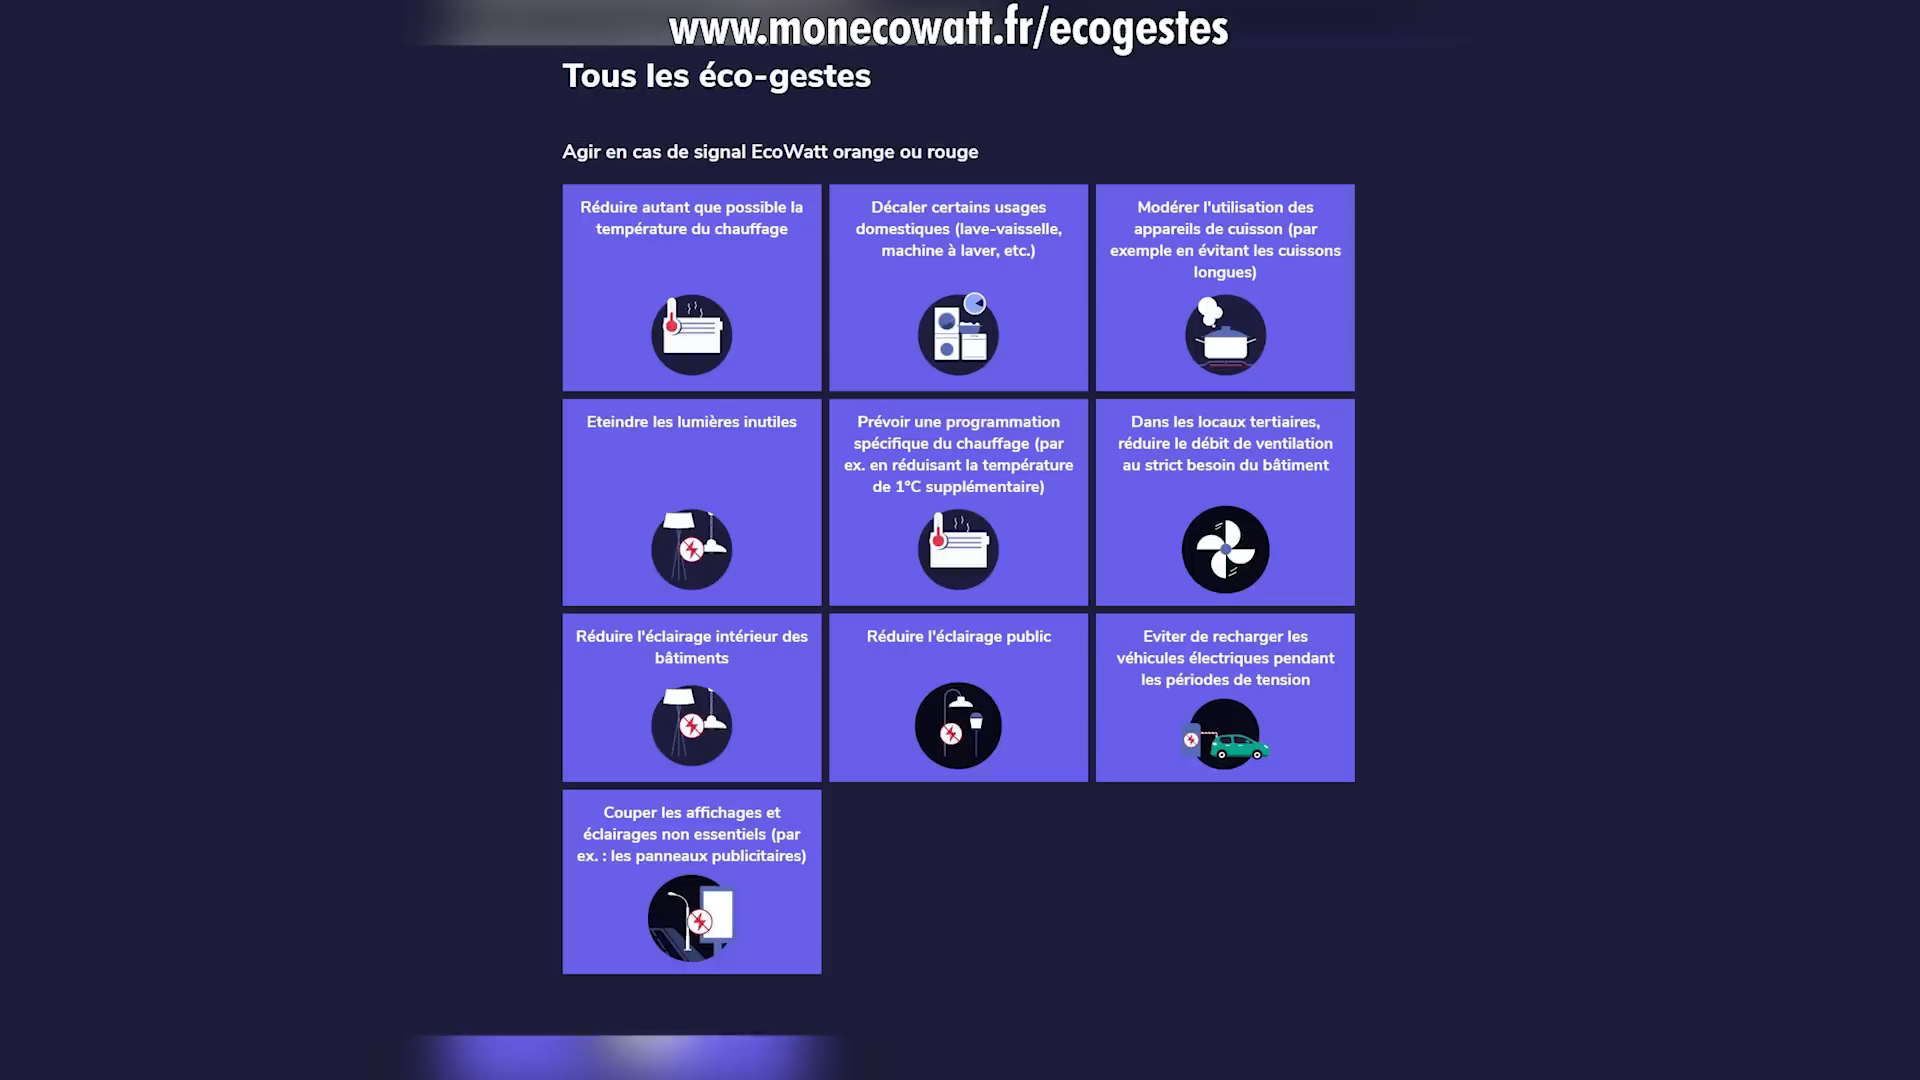 www.monecowatt.fr/ecogestes
Tous les éco-gestes
Agir en cas de signal EcoWatt orange ou rouge
Réduire autant que possible la
température du chauffage
Décaler certains usages
domestiques (lave-vaisselle,
machine à laver, etc.)
Modérer l'utilisation des
appareils de cuisson (par
exemple en évitant les cuissons
longues)
Eteindre les lumières inutiles
Prévoir une programmation
spécifique du chauffage (par
ex. en réduisant la température
de 1°C supplémentaire)
Dans les locaux tertiaires,
réduire le débit de ventilation
au strict besoin du bâtiment
Réduire l'éclairage intérieur des
bâtiments
Réduire l'éclairage public
Eviter de recharger les
véhicules électriques pendant
les périodes de tension
Couper les affichages et
éclairages non essentiels (par
ex. : les panneaux publicitaires)